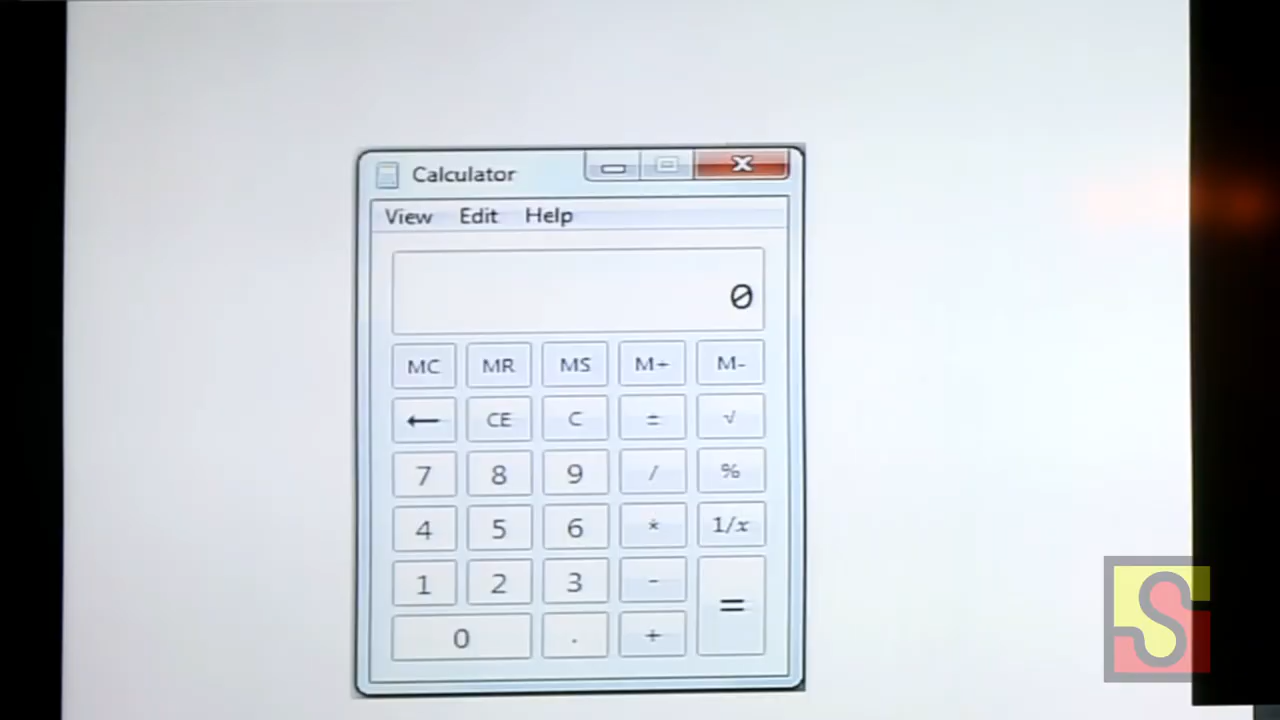 Calculator
View Edit Help
0
MC MR MS M+ M-
← CE C = √
7 8 9 / %
4 5 6 * 1/x
1 2 3 -
=
0 . +
S